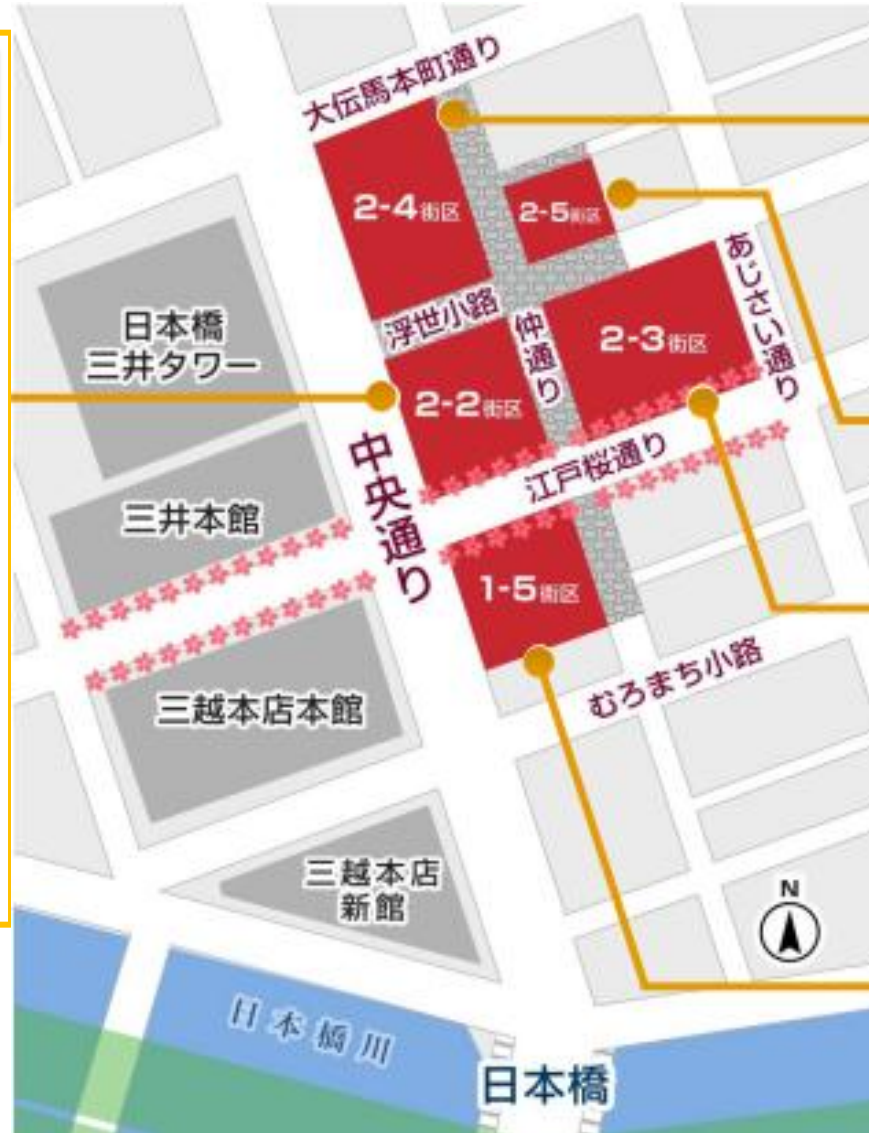 大伝馬本町通り
2-4街区
2-5街区
あじさい通り
浮世小路
仲通り
2-3街区
日本橋
三井タワー
2-2街区
中央通り
江戸桜通り
三井本館
1-5街区
むろまち小路
三越本店本館
三越本店
新館
N
日本橋川
日本橋